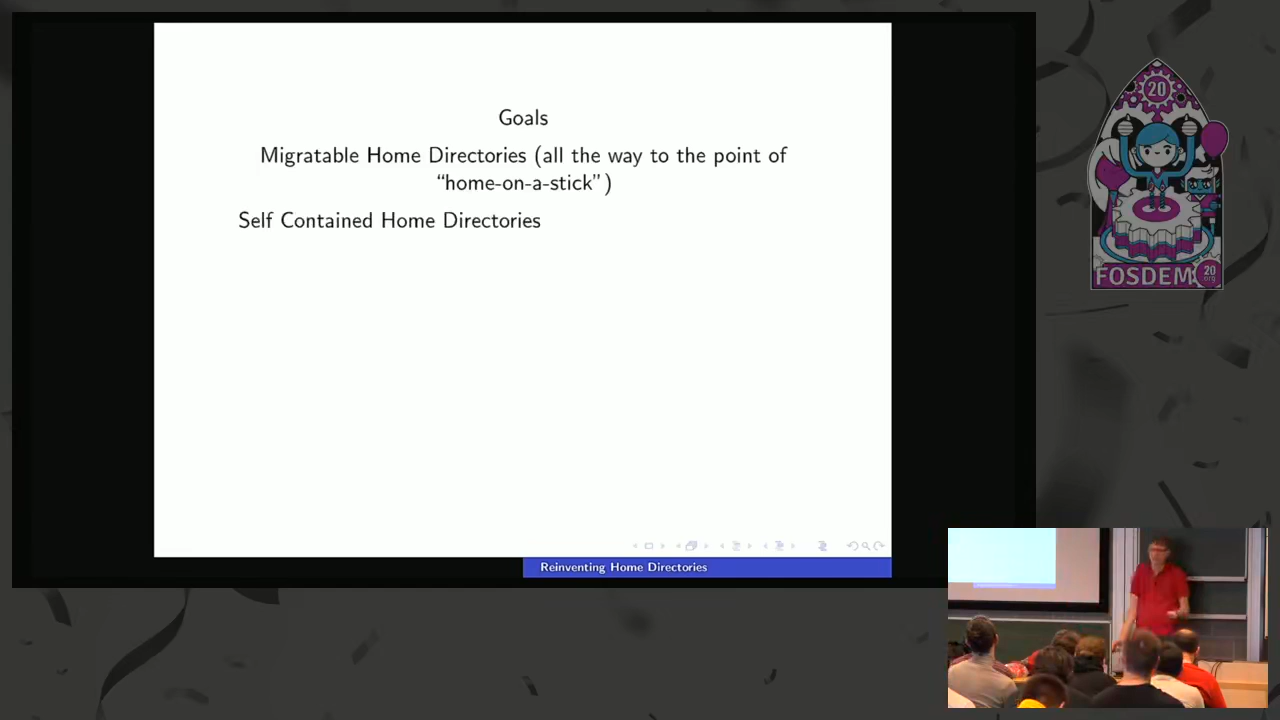 Goals
Migratable Home Directories (all the way to the point of
“home-on-a-stick”)
Self Contained Home Directories
Reinventing Home Directories
20
FOSDEM
20
.org